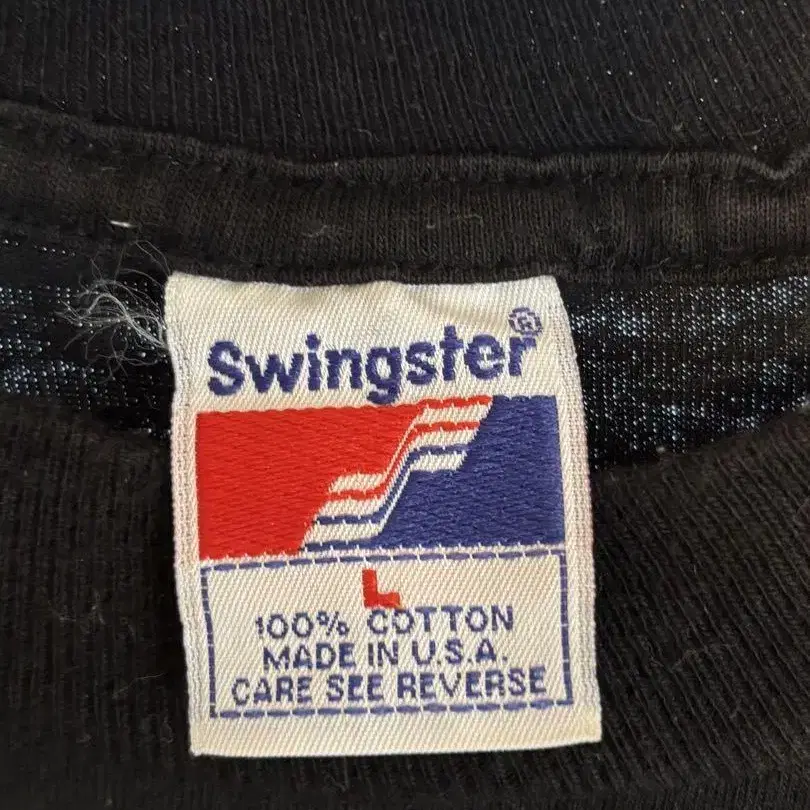 Swingster®
L
100% COTTON
MADE IN U.S.A.
CARE SEE REVERSE